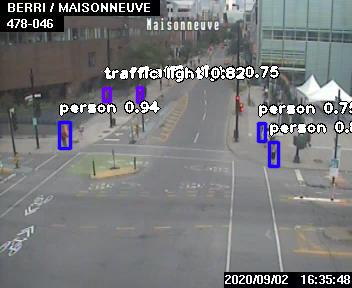 BERRI / MAISONNEUVE
478-046
Maisonneuve
traffic light 0.82 0.75
person 0.94
person 0.75
person 0.8
2020/09/02 16:35:48